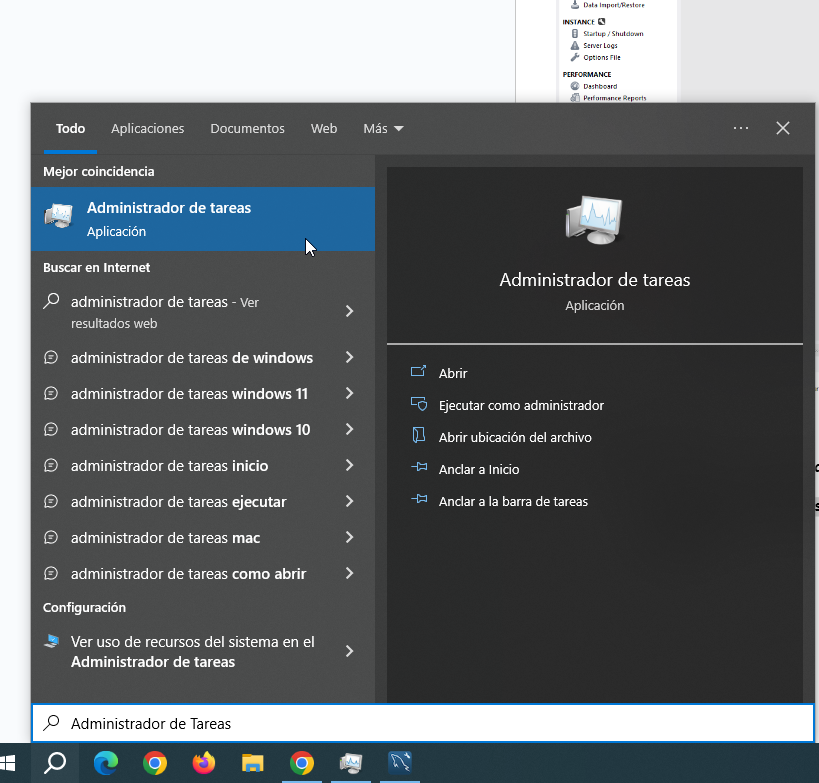 Data Import/Restore
INSTANCE
Startup / Shutdown
Server Logs
Options File
PERFORMANCE
Dashboard
Performance Reports
Todo
Aplicaciones
Documentos
Web
Más
Mejor coincidencia
Administrador de tareas
Aplicación
Buscar en Internet
administrador de tareas - Ver
resultados web
administrador de tareas de windows
administrador de tareas windows 11
administrador de tareas windows 10
administrador de tareas inicio
administrador de tareas ejecutar
administrador de tareas mac
administrador de tareas como abrir
Configuración
Ver uso de recursos del sistema en el
Administrador de tareas
Administrador de tareas
Aplicación
Abrir
Ejecutar como administrador
Abrir ubicación del archivo
Anclar a Inicio
Anclar a la barra de tareas
Administrador de Tareas